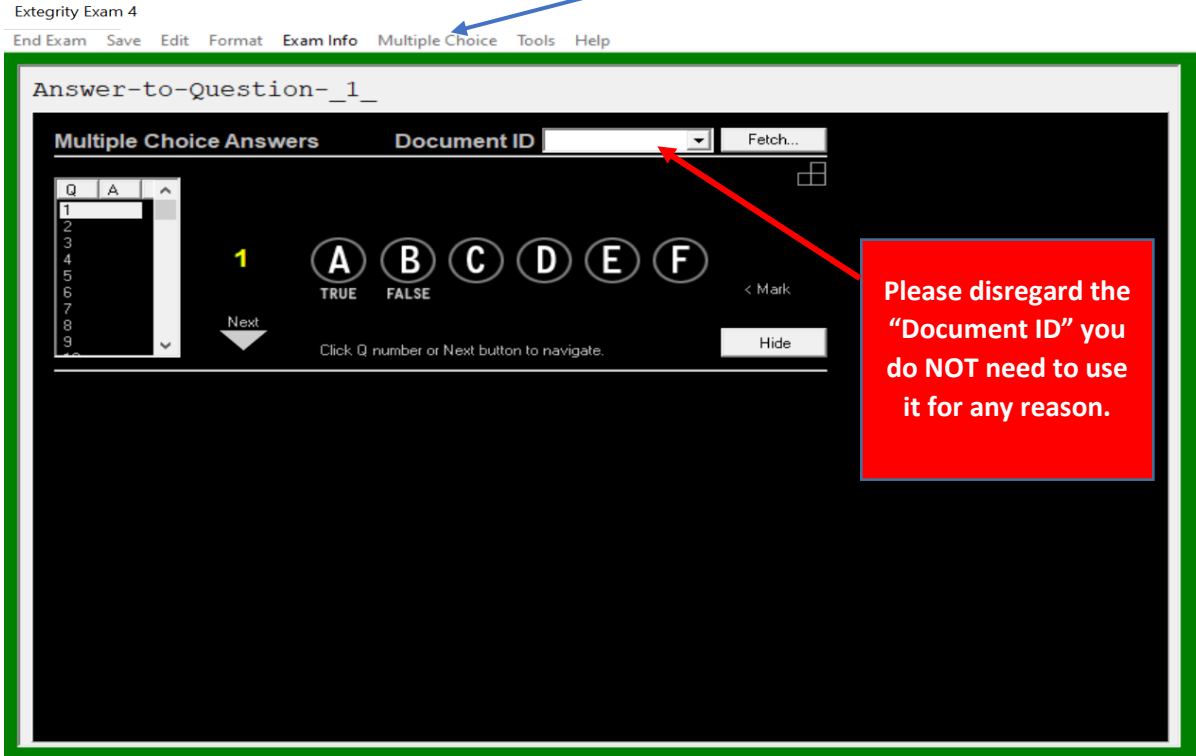 Extegrity Exam 4
End Exam Save Edit Format Exam Info Multiple Choice Tools Help
Answer-to-Question-_1_
Multiple Choice Answers Document ID Fetch...
Q A
1
2
3
4
5
6
7
8
9
1
A B C D E F
TRUE FALSE
< Mark
Next
Click Q number or Next button to navigate.
Hide
Please disregard the
“Document ID” you
do NOT need to use
it for any reason.